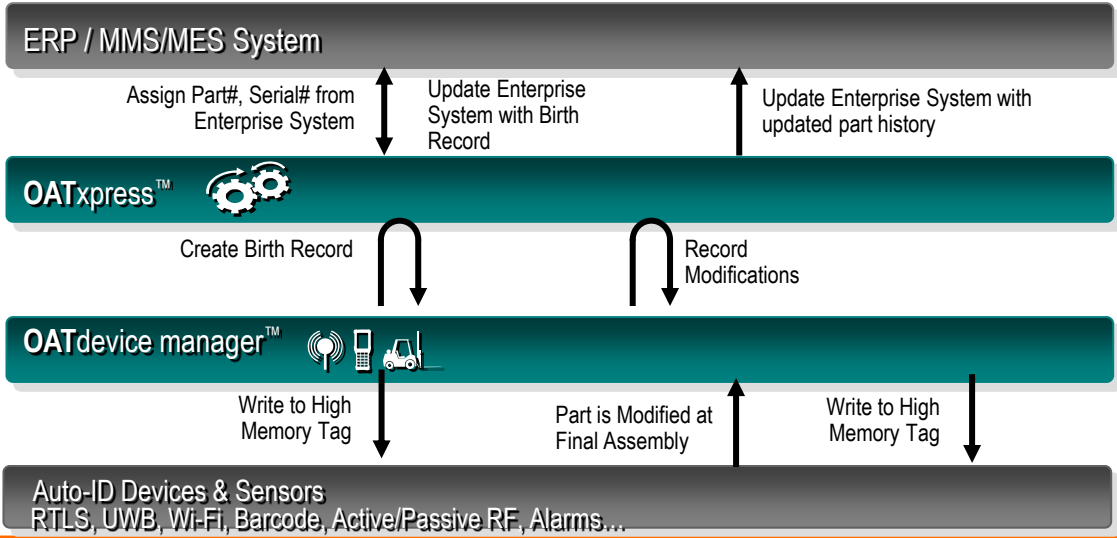 ERP / MMS/MES System
Assign Part#, Serial# from
Enterprise System
Update Enterprise
System with Birth
Record
Update Enterprise System with
updated part history
OATxpress™
Create Birth Record
Record
Modifications
OATdevice manager™
Write to High
Memory Tag
Part is Modified at
Final Assembly
Write to High
Memory Tag
Auto-ID Devices & Sensors
RTLS, UWB, Wi-Fi, Barcode, Active/Passive RF, Alarms…